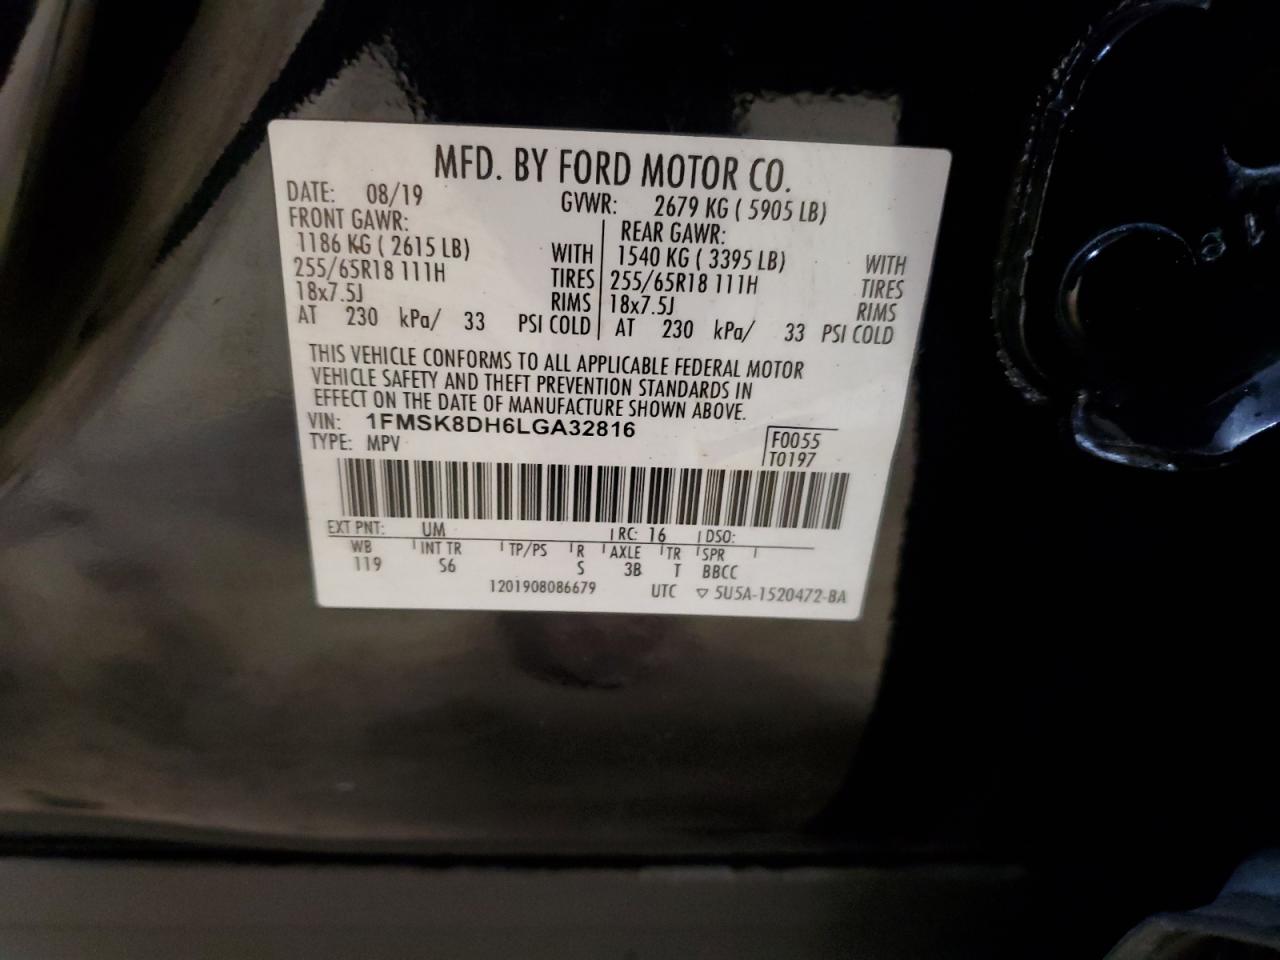 MFD. BY FORD MOTOR CO.
DATE: 08/19 GVWR: 2679 KG ( 5905 LB)
FRONT GAWR: REAR GAWR:
1186 KG ( 2615 LB) WITH 1540 KG ( 3395 LB) WITH
255/65R18 111H TIRES 255/65R18 111H TIRES
18x7.5J RIMS 18x7.5J RIMS
AT 230 kPa/ 33 PSI COLD AT 230 kPa/ 33 PSI COLD
THIS VEHICLE CONFORMS TO ALL APPLICABLE FEDERAL MOTOR
VEHICLE SAFETY AND THEFT PREVENTION STANDARDS IN
EFFECT ON THE DATE OF MANUFACTURE SHOWN ABOVE.
VIN: 1FMSK8DH6LGA32816
TYPE: MPV
F0055
T0197
EXT PNT: UM RC: 16 DSO:
WB INT TR TP/PS R AXLE TR SPR
119 S6 S 3B T BBCC
1201908086679 UTC ▽ 5U5A-1520472-BA